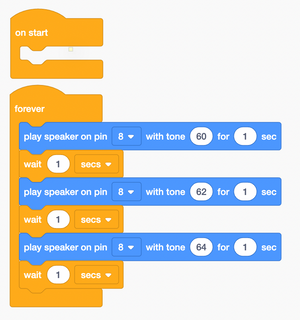 on start
forever
play speaker on pin 8 with tone 60 for 1 sec
wait 1 secs
play speaker on pin 8 with tone 62 for 1 sec
wait 1 secs
play speaker on pin 8 with tone 64 for 1 sec
wait 1 secs